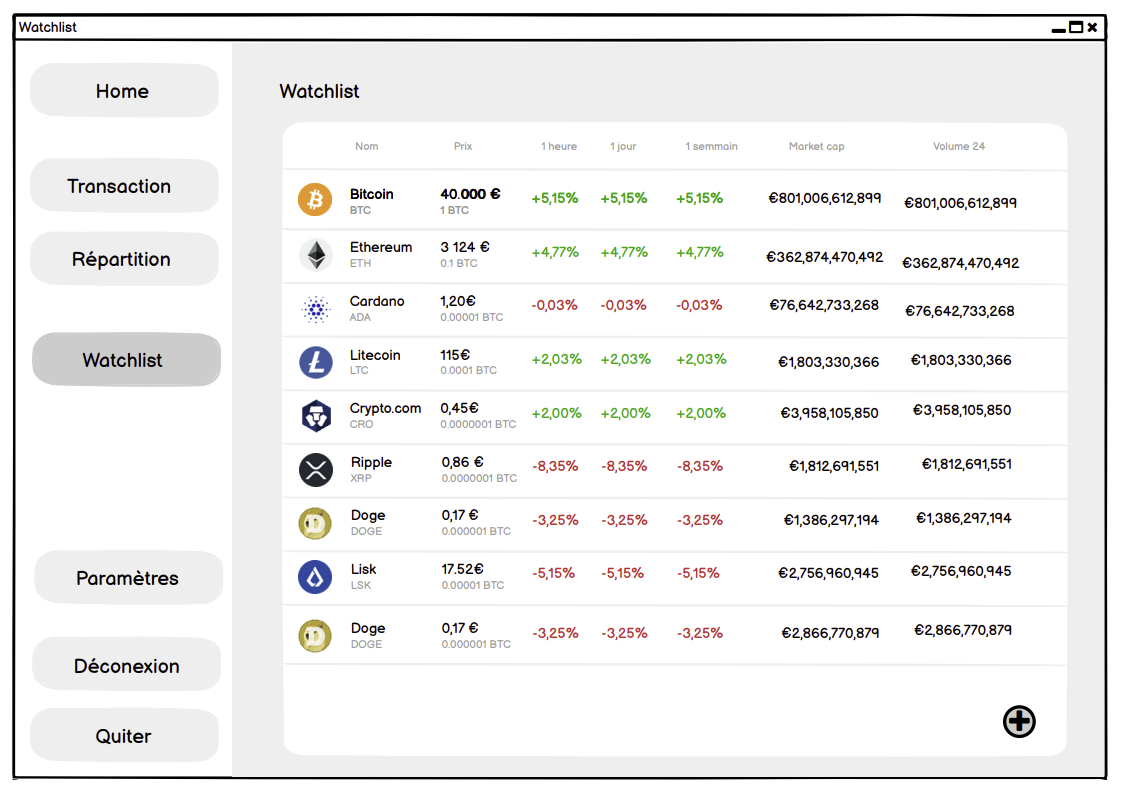 Watchlist
Home
Transaction
Répartition
Watchlist
Paramètres
Déconexion
Quiter
Watchlist
Nom Prix 1 heure 1 jour 1 semmain Market cap Volume 24
Bitcoin 40.000 € +5,15% +5,15% +5,15% €801,006,612,899 €801,006,612,899
BTC 1 BTC
Ethereum 3 124 € +4,77% +4,77% +4,77% €362,874,470,492 €362,874,470,492
ETH 0.1 BTC
Cardano 1,20€ -0,03% -0,03% -0,03% €76,642,733,268 €76,642,733,268
ADA 0.00001 BTC
Litecoin 115€ +2,03% +2,03% +2,03% €1,803,330,366 €1,803,330,366
LTC 0.0001 BTC
Crypto.com 0,45€ +2,00% +2,00% +2,00% €3,958,105,850 €3,958,105,850
CRO 0.0000001 BTC
Ripple 0,86 € -8,35% -8,35% -8,35% €1,812,691,551 €1,812,691,551
XRP 0.0000001 BTC
Doge 0,17 € -3,25% -3,25% -3,25% €1,386,297,194 €1,386,297,194
DOGE 0.000001 BTC
Lisk 17.52€ -5,15% -5,15% -5,15% €2,756,960,945 €2,756,960,945
LSK 0.00001 BTC
Doge 0,17 € -3,25% -3,25% -3,25% €2,866,770,879 €2,866,770,879
DOGE 0.000001 BTC